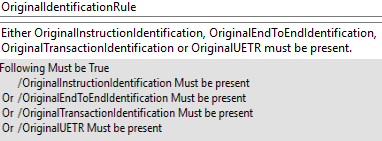 OriginalIdentificationRule
Either OriginalInstructionIdentification, OriginalEndToEndIdentification,
OriginalTransactionIdentification or OriginalUETR must be present.
Following Must be True
/OriginalInstructionIdentification Must be present
Or /OriginalEndToEndIdentification Must be present
Or /OriginalTransactionIdentification Must be present
Or /OriginalUETR Must be present